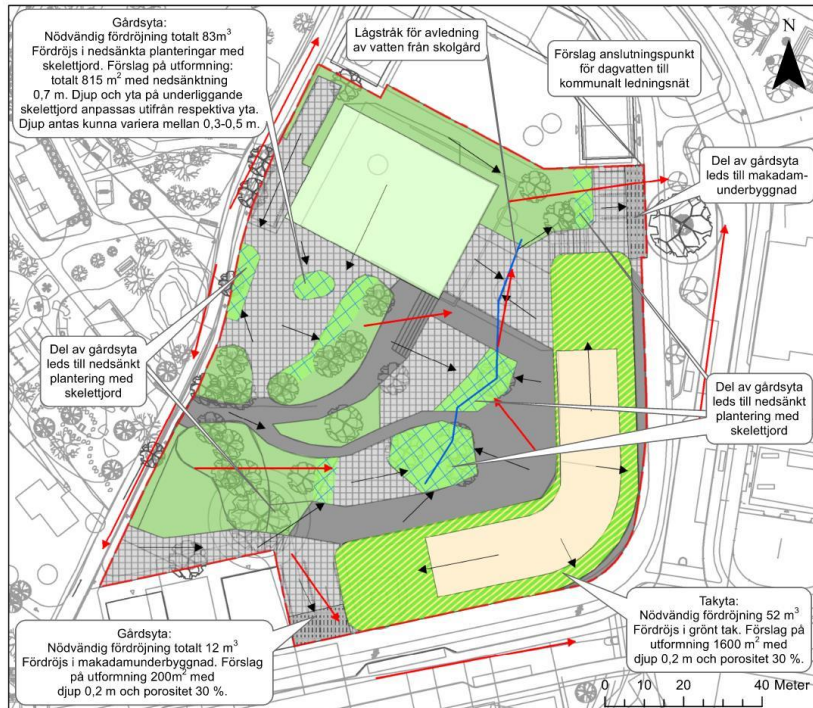 Gårdsyta:
Nödvändig fördröjning totalt 83m³
Fördröjs i nedsänkta planteringar med
skelettjord. Förslag på utformning:
totalt 815 m² med nedsänktning
0,7 m. Djup och yta på underliggande
skelettjord anpassas utifrån respektiva yta.
Djup antas kunna variera mellan 0,3-0,5 m.
Lågstråk för avledning
av vatten från skolgård
Förslag anslutningspunkt
för dagvatten till
kommunalt ledningsnät
N
Del av gårdsyta
leds till makadam-
underbyggnad
Del av gårdsyta
leds till nedsänkt
plantering med
skelettjord
Del av gårdsyta
leds till nedsänkt
plantering med
skelettjord
Gårdsyta:
Nödvändig fördröjning totalt 12 m³
Fördröjs i makadamunderbyggnad. Förslag
på utformning 200m² med
djup 0,2 m och porositet 30 %.
Takyta:
Nödvändig fördröjning 52 m³
Fördröjs i grönt tak. Förslag på
utformning 1600 m² med
djup 0,2 m och porositet 30 %.
0 10 20 40 Meter